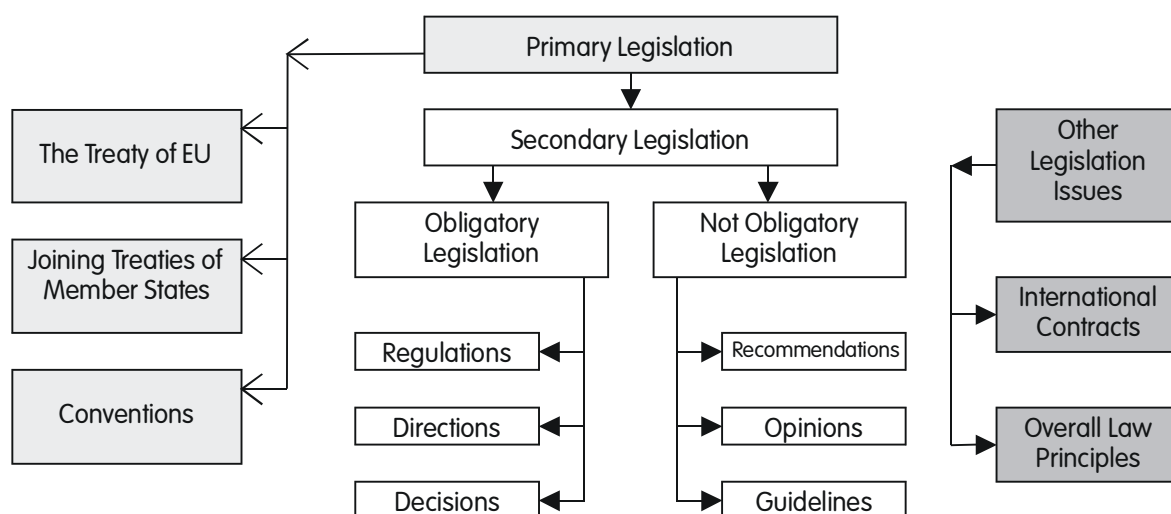 Primary Legislation
The Treaty of EU
Joining Treaties of
Member States
Conventions
Secondary Legislation
Obligatory
Legislation
Regulations
Directions
Decisions
Not Obligatory
Legislation
Recommendations
Opinions
Guidelines
Other
Legislation
Issues
International
Contracts
Overall Law
Principles